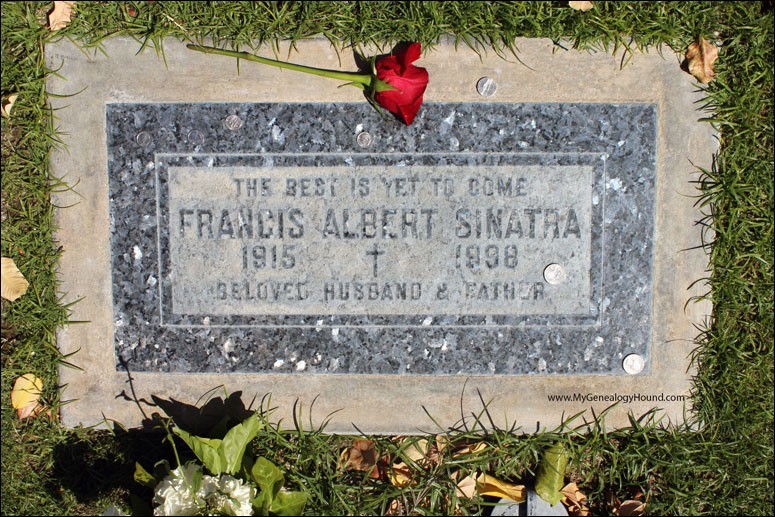 THE BEST IS YET TO COME
FRANCIS ALBERT SINATRA
1915 † 1998
BELOVED HUSBAND & FATHER
www.MyGenealogyHound.com